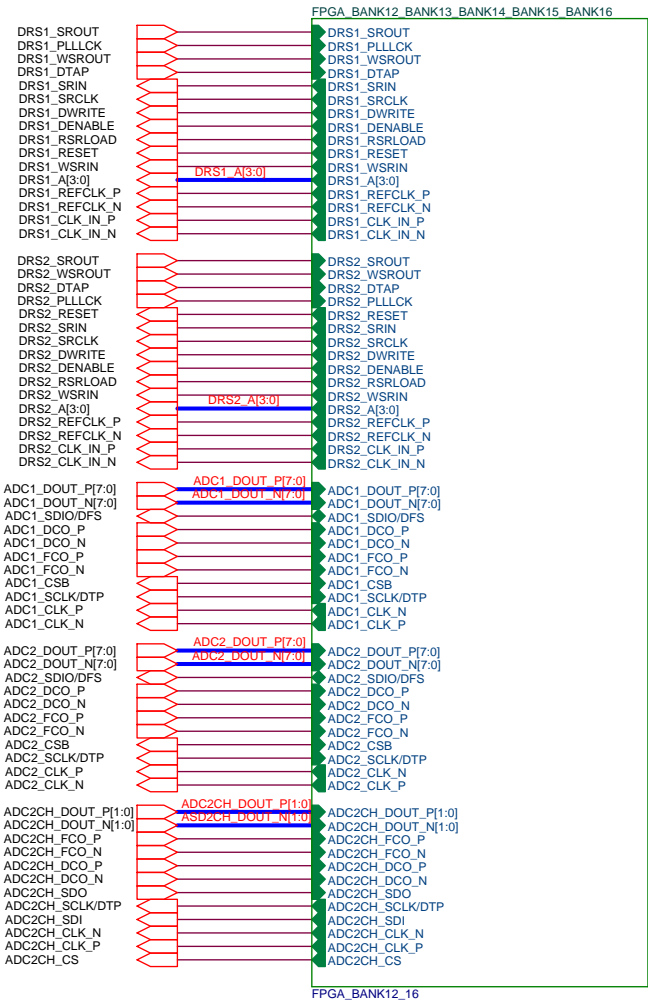 FPGA_BANK12_BANK13_BANK14_BANK15_BANK16
DRS1_SROUT DRS1_SROUT
DRS1_PLLLCK DRS1_PLLLCK
DRS1_WSROUT DRS1_WSROUT
DRS1_DTAP DRS1_DTAP
DRS1_SRIN DRS1_SRIN
DRS1_SRCLK DRS1_SRCLK
DRS1_DWRITE DRS1_DWRITE
DRS1_DENABLE DRS1_DENABLE
DRS1_RSRLOAD DRS1_RSRLOAD
DRS1_RESET DRS1_RESET
DRS1_WSRIN DRS1_WSRIN
DRS1_A[3:0] DRS1_A[3:0] DRS1_A[3:0]
DRS1_REFCLK_P DRS1_REFCLK_P
DRS1_REFCLK_N DRS1_REFCLK_N
DRS1_CLK_IN_P DRS1_CLK_IN_P
DRS1_CLK_IN_N DRS1_CLK_IN_N
DRS2_SROUT DRS2_SROUT
DRS2_WSROUT DRS2_WSROUT
DRS2_DTAP DRS2_DTAP
DRS2_PLLLCK DRS2_PLLLCK
DRS2_RESET DRS2_RESET
DRS2_SRIN DRS2_SRIN
DRS2_SRCLK DRS2_SRCLK
DRS2_DWRITE DRS2_DWRITE
DRS2_DENABLE DRS2_DENABLE
DRS2_RSRLOAD DRS2_RSRLOAD
DRS2_WSRIN DRS2_WSRIN
DRS2_A[3:0] DRS2_A[3:0] DRS2_A[3:0]
DRS2_REFCLK_P DRS2_REFCLK_P
DRS2_REFCLK_N DRS2_REFCLK_N
DRS2_CLK_IN_P DRS2_CLK_IN_P
DRS2_CLK_IN_N DRS2_CLK_IN_N
ADC1_DOUT_P[7:0] ADC1_DOUT_P[7:0] ADC1_DOUT_P[7:0]
ADC1_DOUT_N[7:0] ADC1_DOUT_N[7:0] ADC1_DOUT_N[7:0]
ADC1_SDIO/DFS ADC1_SDIO/DFS
ADC1_DCO_P ADC1_DCO_P
ADC1_DCO_N ADC1_DCO_N
ADC1_FCO_P ADC1_FCO_P
ADC1_FCO_N ADC1_FCO_N
ADC1_CSB ADC1_CSB
ADC1_SCLK/DTP ADC1_SCLK/DTP
ADC1_CLK_P ADC1_CLK_N
ADC1_CLK_N ADC1_CLK_P
ADC2_DOUT_P[7:0] ADC2_DOUT_P[7:0] ADC2_DOUT_P[7:0]
ADC2_DOUT_N[7:0] ADC2_DOUT_N[7:0] ADC2_DOUT_N[7:0]
ADC2_SDIO/DFS ADC2_SDIO/DFS
ADC2_DCO_P ADC2_DCO_P
ADC2_DCO_N ADC2_DCO_N
ADC2_FCO_P ADC2_FCO_P
ADC2_FCO_N ADC2_FCO_N
ADC2_CSB ADC2_CSB
ADC2_SCLK/DTP ADC2_SCLK/DTP
ADC2_CLK_P ADC2_CLK_N
ADC2_CLK_N ADC2_CLK_P
ADC2CH_DOUT_P[1:0] ADC2CH_DOUT_P[1:0] ADC2CH_DOUT_P[1:0]
ADC2CH_DOUT_N[1:0] ASD2CH_DOUT_N[1:0] ADC2CH_DOUT_N[1:0]
ADC2CH_FCO_P ADC2CH_FCO_P
ADC2CH_FCO_N ADC2CH_FCO_N
ADC2CH_DCO_P ADC2CH_DCO_P
ADC2CH_DCO_N ADC2CH_DCO_N
ADC2CH_SDO ADC2CH_SDO
ADC2CH_SCLK/DTP ADC2CH_SCLK/DTP
ADC2CH_SDI ADC2CH_SDI
ADC2CH_CLK_N ADC2CH_CLK_N
ADC2CH_CLK_P ADC2CH_CLK_P
ADC2CH_CS ADC2CH_CS
FPGA_BANK12_16